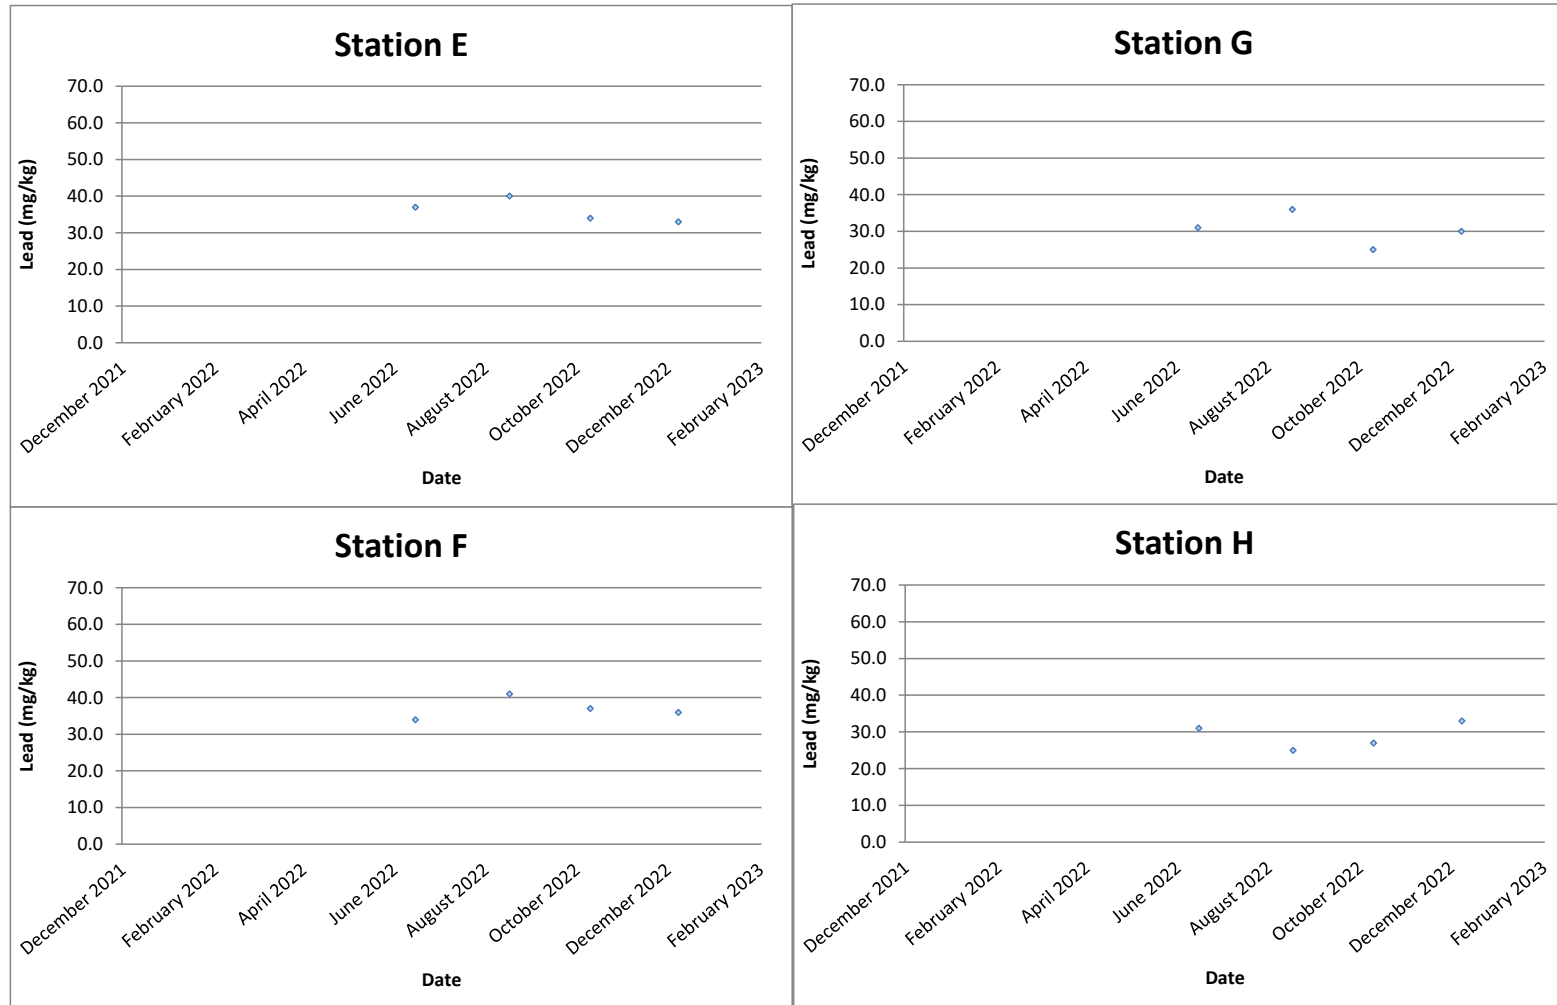 Station E
70.0
60.0
50.0
40.0
30.0
20.0
10.0
0.0
Lead (mg/kg)
December 2021
February 2022
April 2022
June 2022
August 2022
October 2022
December 2022
February 2023
Date
Station G
70.0
60.0
50.0
40.0
30.0
20.0
10.0
0.0
Lead (mg/kg)
December 2021
February 2022
April 2022
June 2022
August 2022
October 2022
December 2022
February 2023
Date
Station F
70.0
60.0
50.0
40.0
30.0
20.0
10.0
0.0
Lead (mg/kg)
December 2021
February 2022
April 2022
June 2022
August 2022
October 2022
December 2022
February 2023
Date
Station H
70.0
60.0
50.0
40.0
30.0
20.0
10.0
0.0
Lead (mg/kg)
December 2021
February 2022
April 2022
June 2022
August 2022
October 2022
December 2022
February 2023
Date